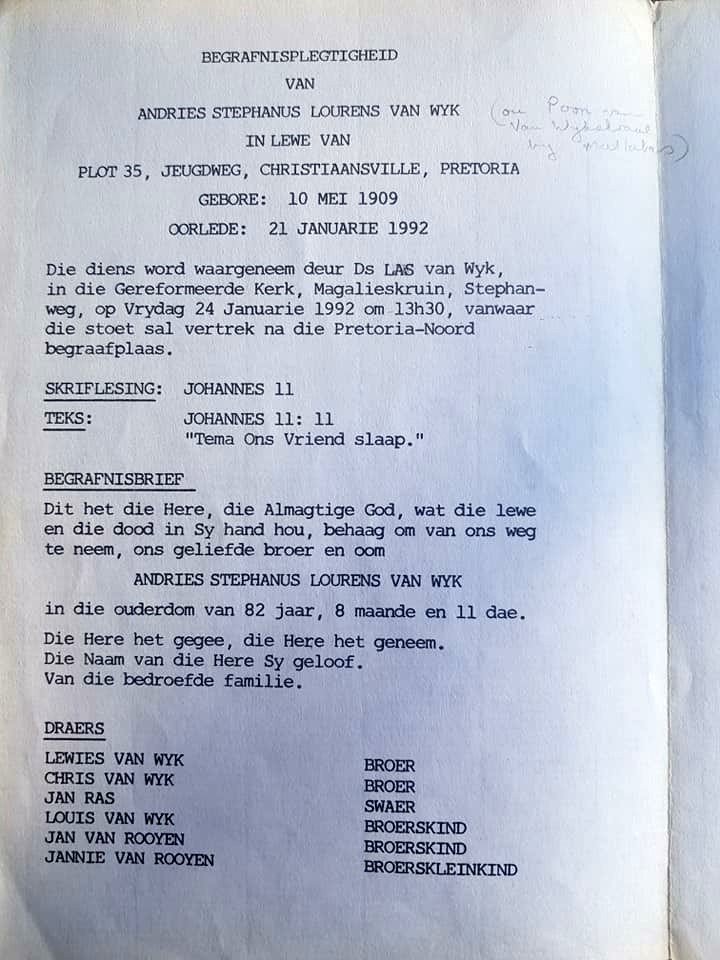 BEGRAFNISPLEGTIGHEID
VAN
ANDRIES STEPHANUS LOURENS VAN WYK (ou Poon van
Van Wyks
by
IN LEWE VAN
PLOT 35, JEUGDWEG, CHRISTIAANSVILLE, PRETORIA
GEBORE: 10 MEI 1909
OORLEDE: 21 JANUARIE 1992
Die diens word waargeneem deur Ds LAS van Wyk,
in die Gereformeerde Kerk, Magalieskruin, Stephan-
weg, op Vrydag 24 Januarie 1992 om 13h30, vanwaar
die stoet sal vertrek na die Pretoria-Noord
begraafplaas.
SKRIFLESING: JOHANNES 11
TEKS: JOHANNES 11: 11
"Tema Ons Vriend slaap."
BEGRAFNISBRIEF
Dit het die Here, die Almagtige God, wat die lewe
en die dood in Sy hand hou, behaag om van ons weg
te neem, ons geliefde broer en oom
ANDRIES STEPHANUS LOURENS VAN WYK
in die ouderdom van 82 jaar, 8 maande en 11 dae.
Die Here het gegee, die Here het geneem.
Die Naam van die Here Sy geloof.
Van die bedroefde familie.
DRAERS
LEWIES VAN WYK BROER
CHRIS VAN WYK BROER
JAN RAS SWAER
LOUIS VAN WYK BROERSKIND
JAN VAN ROOYEN BROERSKIND
JANNIE VAN ROOYEN BROERSKLEINKIND